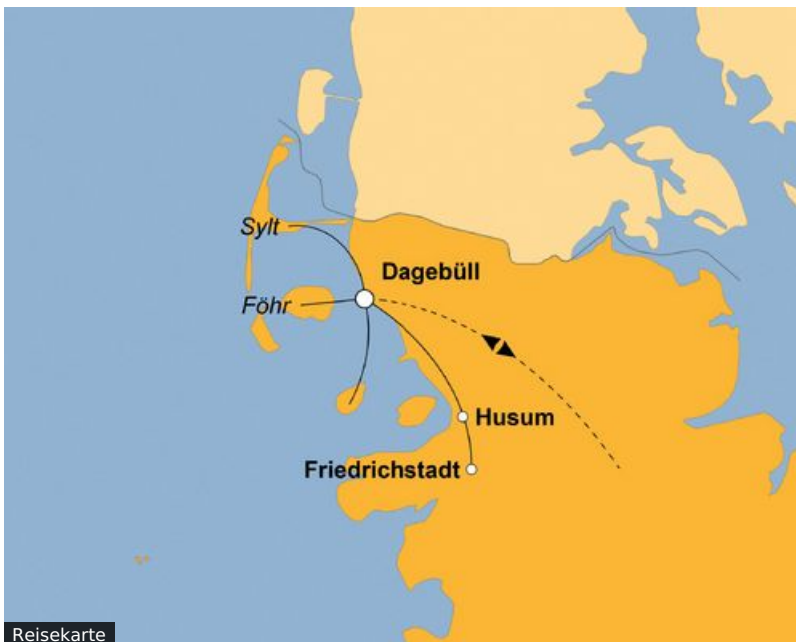 Sylt
Dagebüll
Föhr
Husum
Friedrichstadt
Reisekarte